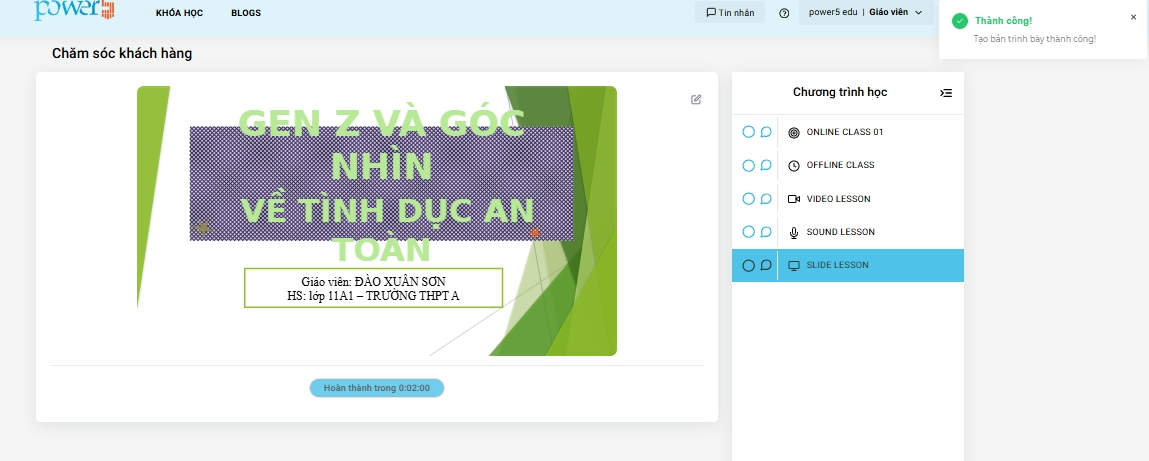 power5
KHÓA HỌC
BLOGS
Tin nhắn
power5 edu | Giáo viên
Thành công!
Tạo bản trình bày thành công!
Chăm sóc khách hàng
GEN Z VÀ GÓC
NHÌN
VỀ TÌNH DỤC AN
TOÀN
Giáo viên: ĐÀO XUÂN SƠN
HS: lớp 11A1 – TRƯỜNG THPT A
Hoàn thành trong 0:02:00
Chương trình học
ONLINE CLASS 01
OFFLINE CLASS
VIDEO LESSON
SOUND LESSON
SLIDE LESSON